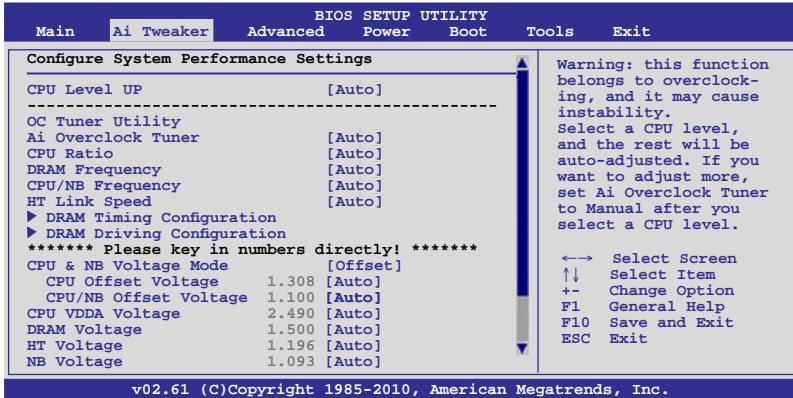 BIOS SETUP UTILITY
Main Ai Tweaker Advanced Power Boot Tools Exit
Configure System Performance Settings
CPU Level UP [Auto]
------------------------------------------------
OC Tuner Utility
Ai Overclock Tuner [Auto]
CPU Ratio [Auto]
DRAM Frequency [Auto]
CPU/NB Frequency [Auto]
HT Link Speed [Auto]
▶ DRAM Timing Configuration
▶ DRAM Driving Configuration
******* Please key in numbers directly! *******
CPU & NB Voltage Mode [Offset]
CPU Offset Voltage 1.308 [Auto]
CPU/NB Offset Voltage 1.100 [Auto]
CPU VDDA Voltage 2.490 [Auto]
DRAM Voltage 1.500 [Auto]
HT Voltage 1.196 [Auto]
NB Voltage 1.093 [Auto]
Warning: this function
belongs to overclock-
ing, and it may cause
instability.
Select a CPU level,
and the rest will be
auto-adjusted. If you
want to adjust more,
set Ai Overclock Tuner
to Manual after you
select a CPU level.
←→ Select Screen
↑↓ Select Item
+- Change Option
F1 General Help
F10 Save and Exit
ESC Exit
v02.61 (C)Copyright 1985-2010, American Megatrends, Inc.